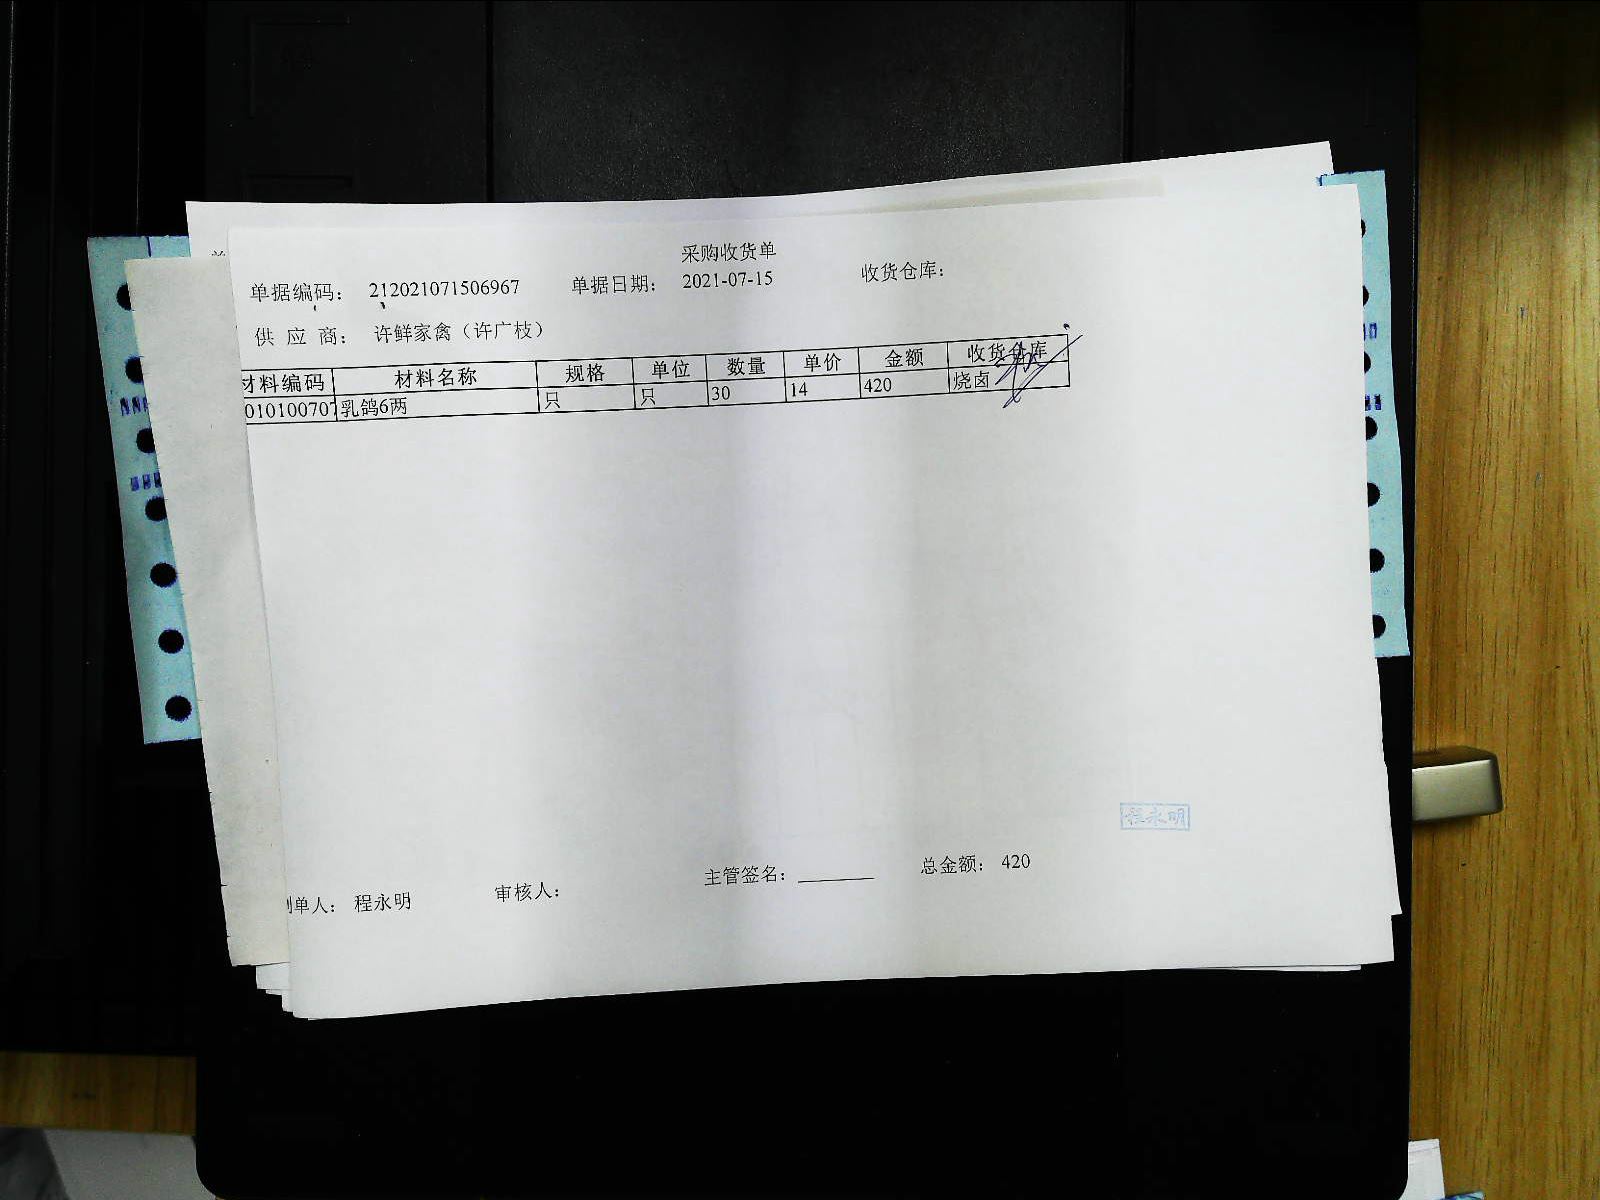 采购收货单
单据编码： 212021071506967 单据日期： 2021-07-15 收货仓库：
供 应 商： 许鲜家禽（许广枝）
材料编码 材料名称 规格 单位 数量 单价 金额 收货仓库
010100707 乳鸽6两 只 只 30 14 420 烧卤
程永明
制单人： 程永明 审核人： 主管签名： 总金额： 420